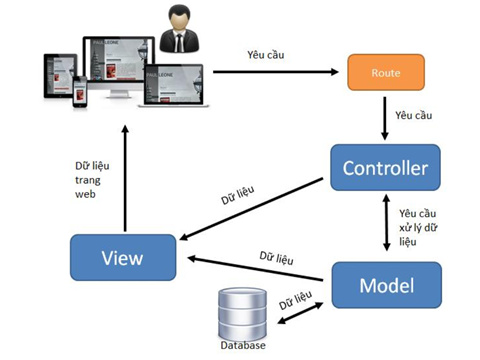 Yêu cầu
Route
Yêu cầu
Controller
Dữ liệu
trang
web
Dữ liệu
Yêu cầu
xử lý dữ
liệu
View
Dữ liệu
Model
Dữ liệu
Database